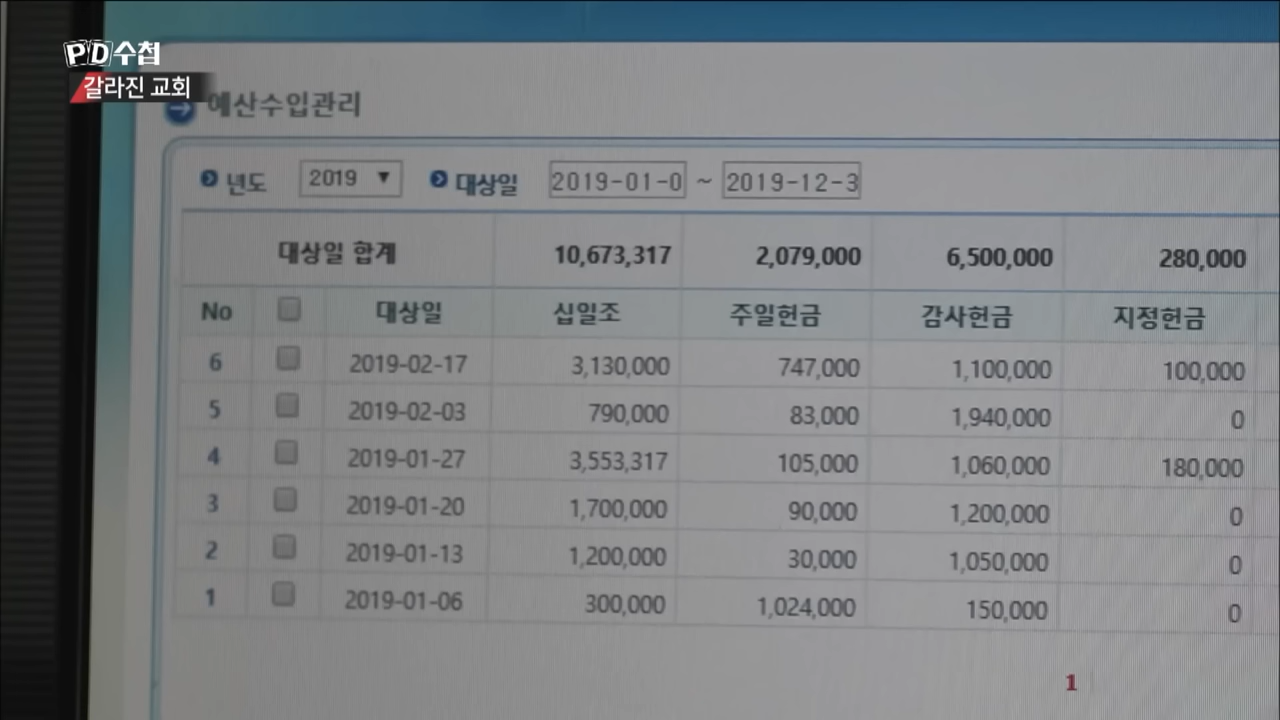 PD수첩
갈라진 교회
예산수입관리
년도 2019 ▼ 대상일 2019-01-0 ~ 2019-12-3
대상일 합계 10,673,317 2,079,000 6,500,000 280,000
No 대상일 십일조 주일헌금 감사헌금 지정헌금
6 2019-02-17 3,130,000 747,000 1,100,000 100,000
5 2019-02-03 790,000 83,000 1,940,000 0
4 2019-01-27 3,553,317 105,000 1,060,000 180,000
3 2019-01-20 1,700,000 90,000 1,200,000 0
2 2019-01-13 1,200,000 30,000 1,050,000 0
1 2019-01-06 300,000 1,024,000 150,000 0
1